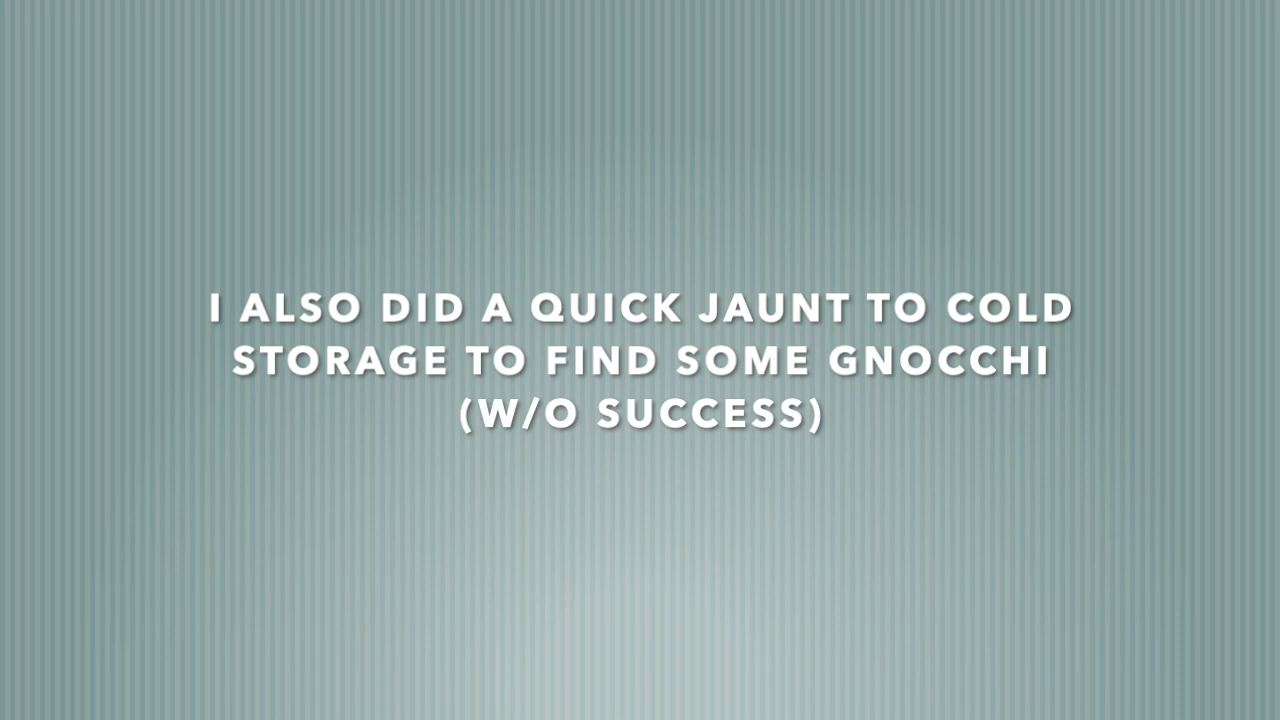 I ALSO DID A QUICK JAUNT TO COLD
STORAGE TO FIND SOME GNOCCHI
(W/O SUCCESS)